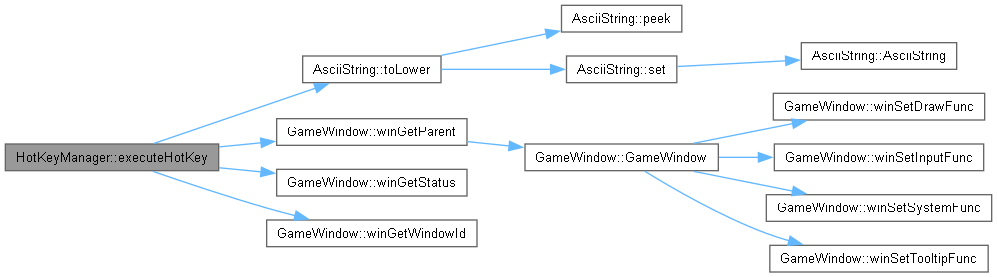 HotKeyManager::executeHotKey
AsciiString::toLower
AsciiString::peek
AsciiString::set
AsciiString::AsciiString
GameWindow::winGetParent
GameWindow::GameWindow
GameWindow::winSetDrawFunc
GameWindow::winSetInputFunc
GameWindow::winSetSystemFunc
GameWindow::winSetTooltipFunc
GameWindow::winGetStatus
GameWindow::winGetWindowId